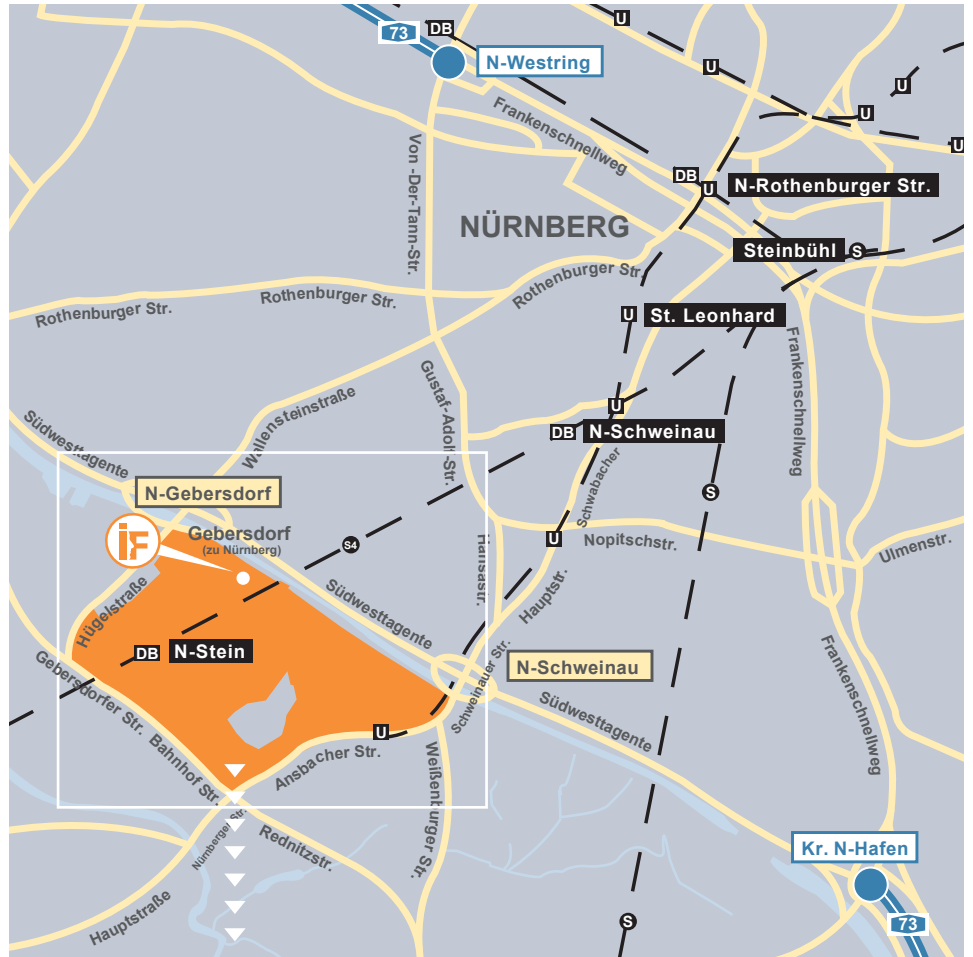 U
73
DB
N-Westring
U
U
U
Frankenschnellweg
U
Von -Der-Tann-Str.
DB
U
N-Rothenburger Str.
NÜRNBERG
Steinbühl
S
Rothenburger Str.
Rothenburger Str.
Rothenburger Str.
U
St. Leonhard
Frankenschnellweg
Gustaf-Adolf-Str.
Wallensteinstraße
U
Südwesttagente
DB
N-Schweinau
Schwabacher
S
N-Gebersdorf
iF
Gebersdorf
(zu Nürnberg)
S4
U
Nopitschstr.
Ulmenstr.
Hansastr.
Hauptstr.
Südwesttagente
Hügelstraße
DB
N-Stein
N-Schweinau
Schweinauer Str.
Gebersdorfer Str.
Südwesttagente
Frankenschnellweg
U
Bahnhof Str.
Ansbacher Str.
Weißenburger Str.
Nürnberger Str.
Rednitzstr.
Kr. N-Hafen
Hauptstraße
S
73